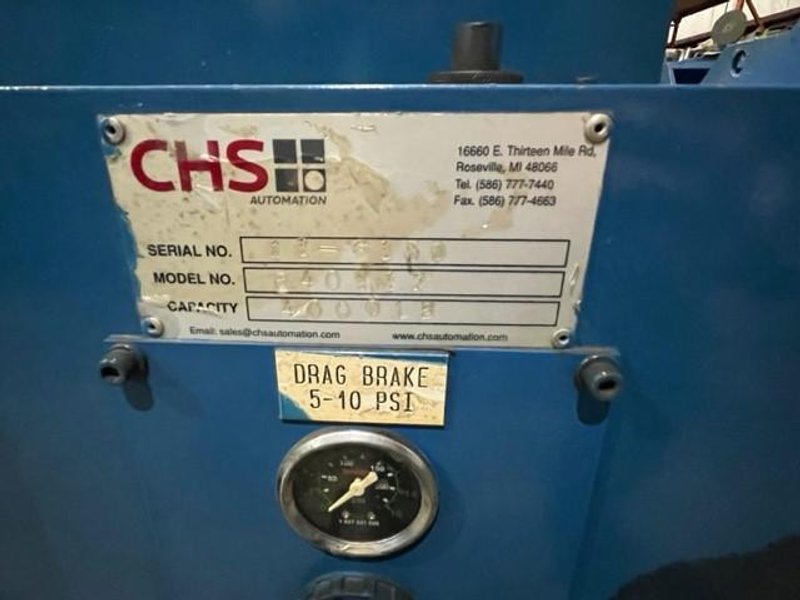 CHS
AUTOMATION
16660 E. Thirteen Mile Rd,
Roseville, MI 48066
Tel. (586) 777-7440
Fax. (586) 777-4663
SERIAL NO.
MODEL NO.
CAPACITY
Email: sales@chsautomation.com
www.chsautomation.com
DRAG BRAKE
5-10 PSI